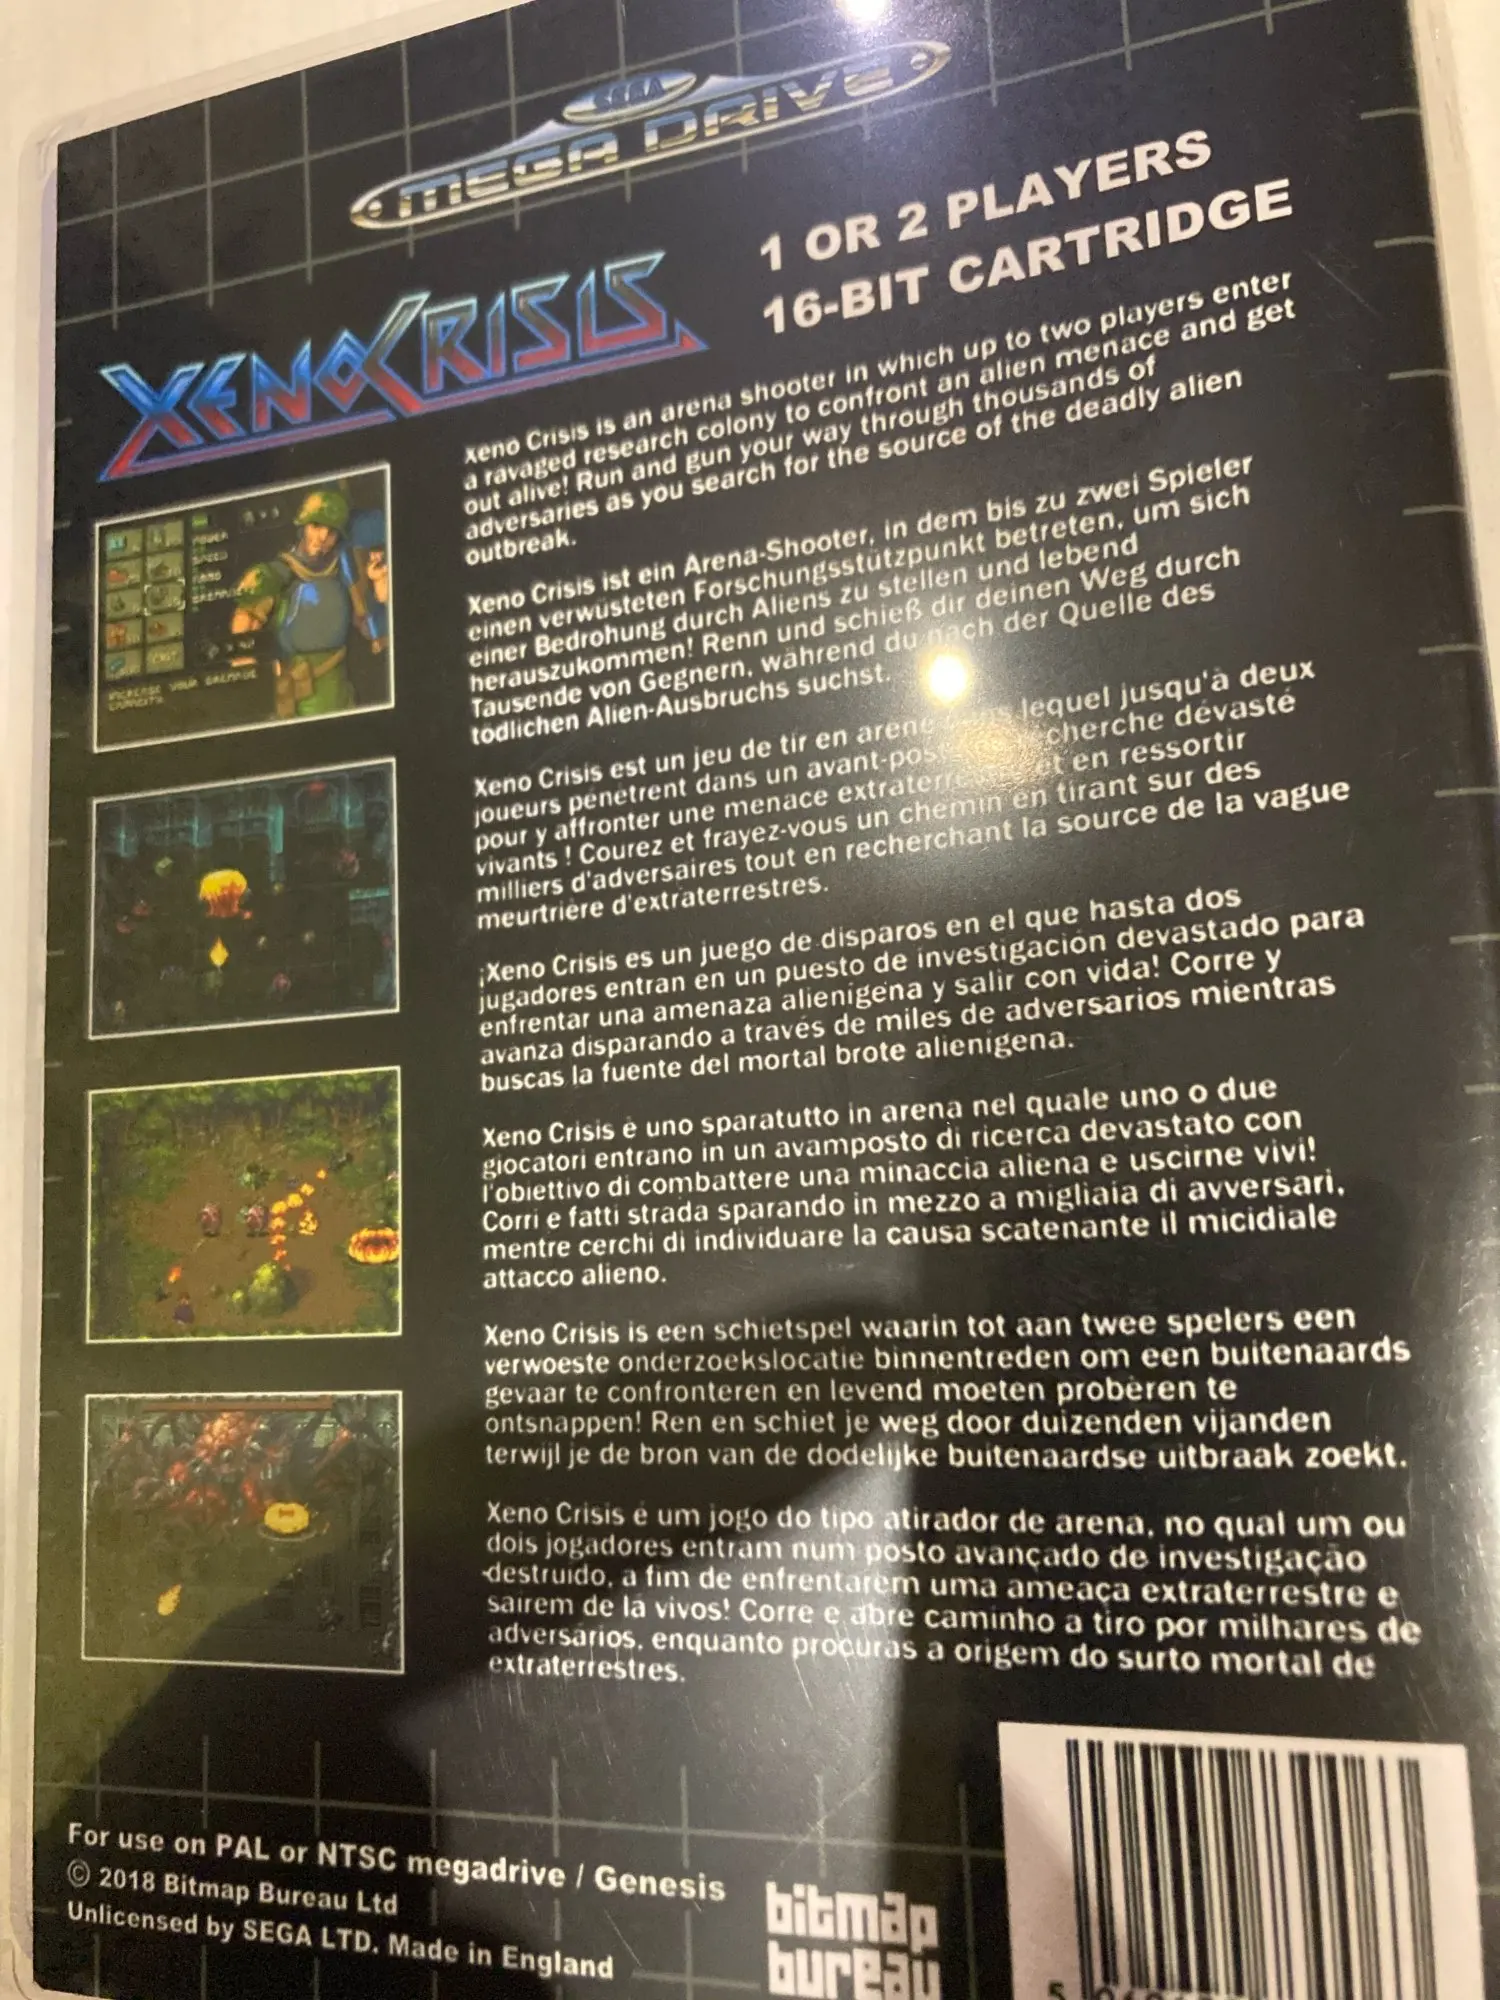 SEGA
MEGA DRIVE
XENOCRISIS
1 OR 2 PLAYERS
16-BIT CARTRIDGE
Xeno Crisis is an arena shooter in which up to two players enter
a ravaged research colony to confront an alien menace and get
out alive! Run and gun your way through thousands of
adversaries as you search for the source of the deadly alien
outbreak.
Xeno Crisis ist ein Arena-Shooter, in dem bis zu zwei Spieler
einen verwüsteten Forschungsstützpunkt betreten, um sich
einer Bedrohung durch Aliens zu stellen und lebend
herauszukommen! Renn und schieß dir deinen Weg durch
Tausende von Gegnern, während du nach der Quelle des
tödlichen Alien-Ausbruchs suchst.
Xeno Crisis est un jeu de tir en arène lequel jusqu'à deux
joueurs pénètrent dans un avant-pos cherche dévasté
pour y affronter une menace extraterre et en ressortir
vivants ! Courez et frayez-vous un chemin en tirant sur des
milliers d'adversaires tout en recherchant la source de la vague
meurtrière d'extraterrestres.
¡Xeno Crisis es un juego de disparos en el que hasta dos
jugadores entran en un puesto de investigación devastado para
enfrentar una amenaza alienígena y salir con vida! Corre y
avanza disparando a través de miles de adversarios mientras
buscas la fuente del mortal brote alienígena.
Xeno Crisis è uno sparatutto in arena nel quale uno o due
giocatori entrano in un avamposto di ricerca devastato con
l'obiettivo di combattere una minaccia aliena e uscirne vivi!
Corri e fatti strada sparando in mezzo a migliaia di avversari,
mentre cerchi di individuare la causa scatenante il micidiale
attacco alieno.
Xeno Crisis is een schietspel waarin tot aan twee spelers een
verwoeste onderzoekslocatie binnentreden om een buitenaards
gevaar te confronteren en levend moeten proberen te
ontsnappen! Ren en schiet je weg door duizenden vijanden
terwijl je de bron van de dodelijke buitenaardse uitbraak zoekt.
Xeno Crisis é um jogo do tipo atirador de arena, no qual um ou
dois jogadores entram num posto avançado de investigação
destruído, a fim de enfrentarem uma ameaça extraterrestre e
saírem de lá vivos! Corre e abre caminho a tiro por milhares de
adversários, enquanto procuras a origem do surto mortal de
extraterrestres.
POWER
SPEED
AMMO
GRENADE
EXIT
INCREASE YOUR GRENADE
CAPACITY
For use on PAL or NTSC megadrive / Genesis
© 2018 Bitmap Bureau Ltd
Unlicensed by SEGA LTD. Made in England
bitmap
bureau